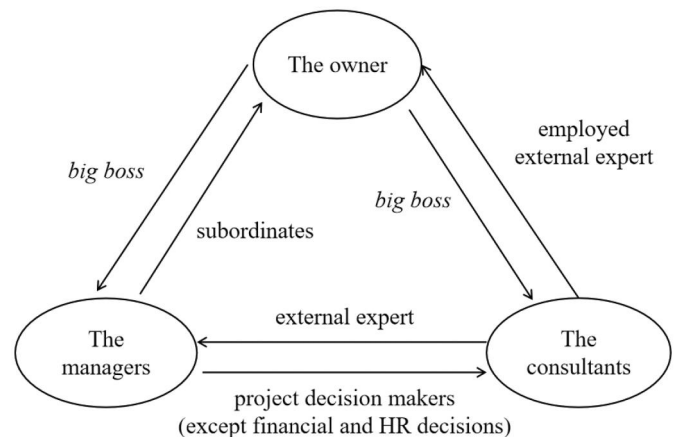 The owner
employed
external expert
big boss
big boss
subordinates
external expert
The
managers
The
consultants
project decision makers
(except financial and HR decisions)